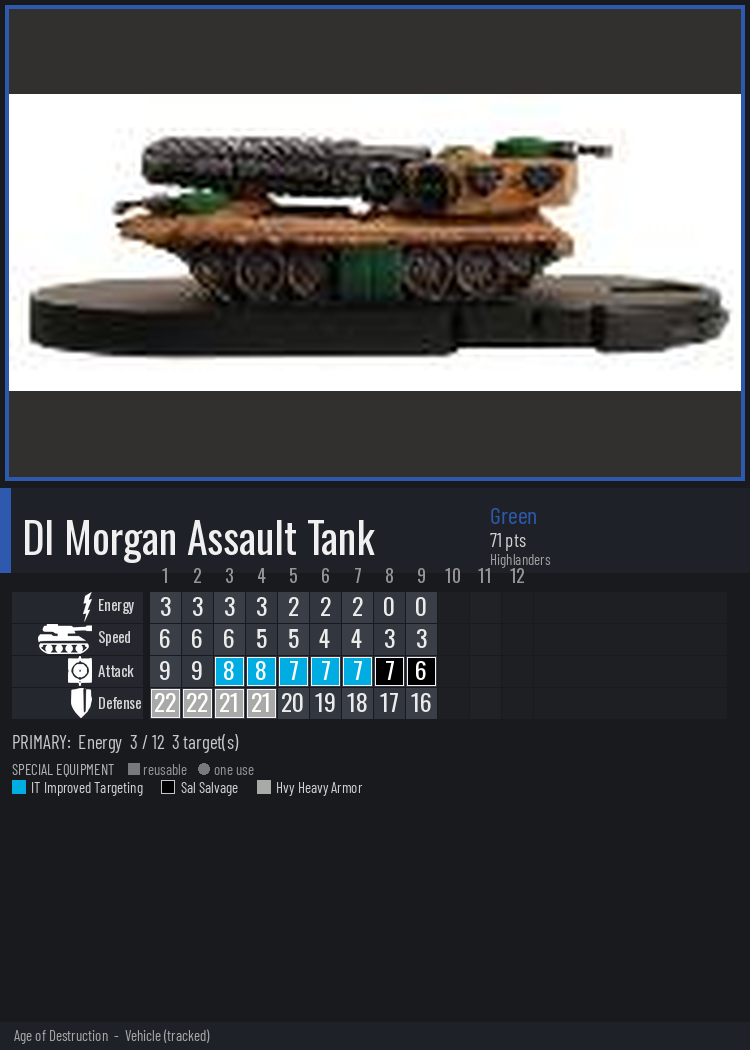 DI Morgan Assault Tank
Green
71 pts
Highlanders
1 2 3 4 5 6 7 8 9 10 11 12
Energy 3 3 3 3 2 2 2 0 0
Speed 6 6 6 5 5 4 4 3 3
Attack 9 9 8 8 7 7 7 7 6
Defense 22 22 21 21 20 19 18 17 16
PRIMARY: Energy 3 / 12 3 target(s)
SPECIAL EQUIPMENT reusable one use
IT Improved Targeting Sal Salvage Hvy Heavy Armor
Age of Destruction - Vehicle (tracked)